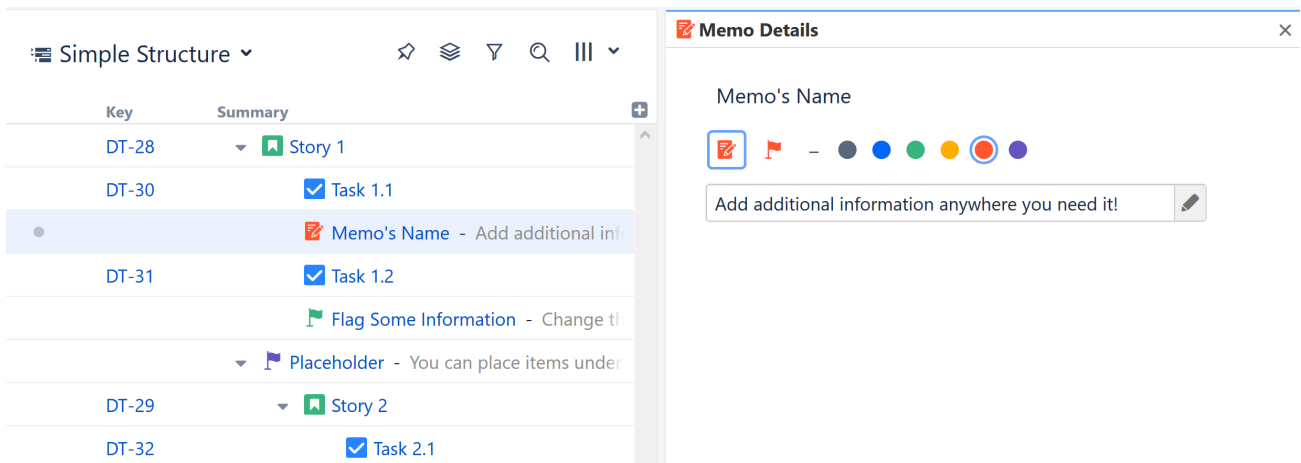 Simple Structure
Key Summary
DT-28 Story 1
DT-30 Task 1.1
Memo's Name - Add additional inf
DT-31 Task 1.2
Flag Some Information - Change th
Placeholder - You can place items under
DT-29 Story 2
DT-32 Task 2.1
Memo Details
Memo's Name
Add additional information anywhere you need it!